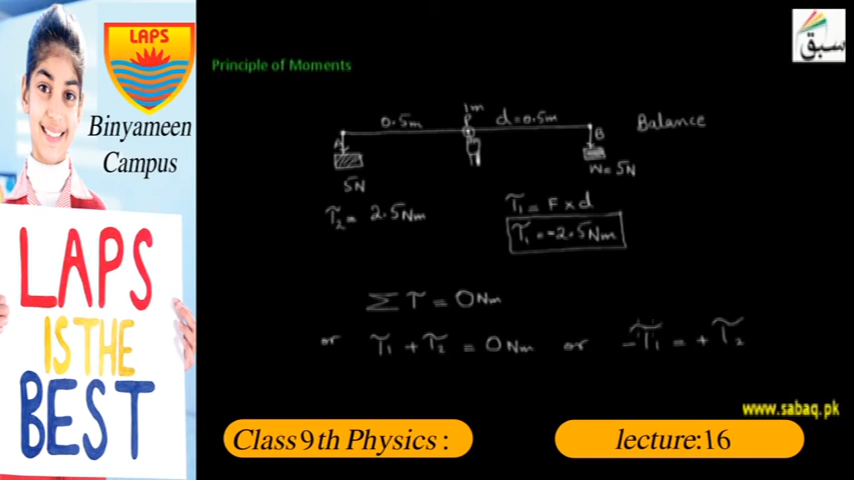 LAPS
Binyameen
Campus
LAPS
IS THE
BEST
سبق
Principle of Moments
1m
0.5m
d=0.5m
P
A
B
Balance
5N
W=5N
τ₂ = 2.5Nm
τ₁ = F x d
τ₁ = -2.5Nm
Στ = 0Nm
or τ₁ + τ₂ = 0Nm or -τ₁ = +τ₂
www.sabaq.pk
Class 9th Physics :
lecture:16